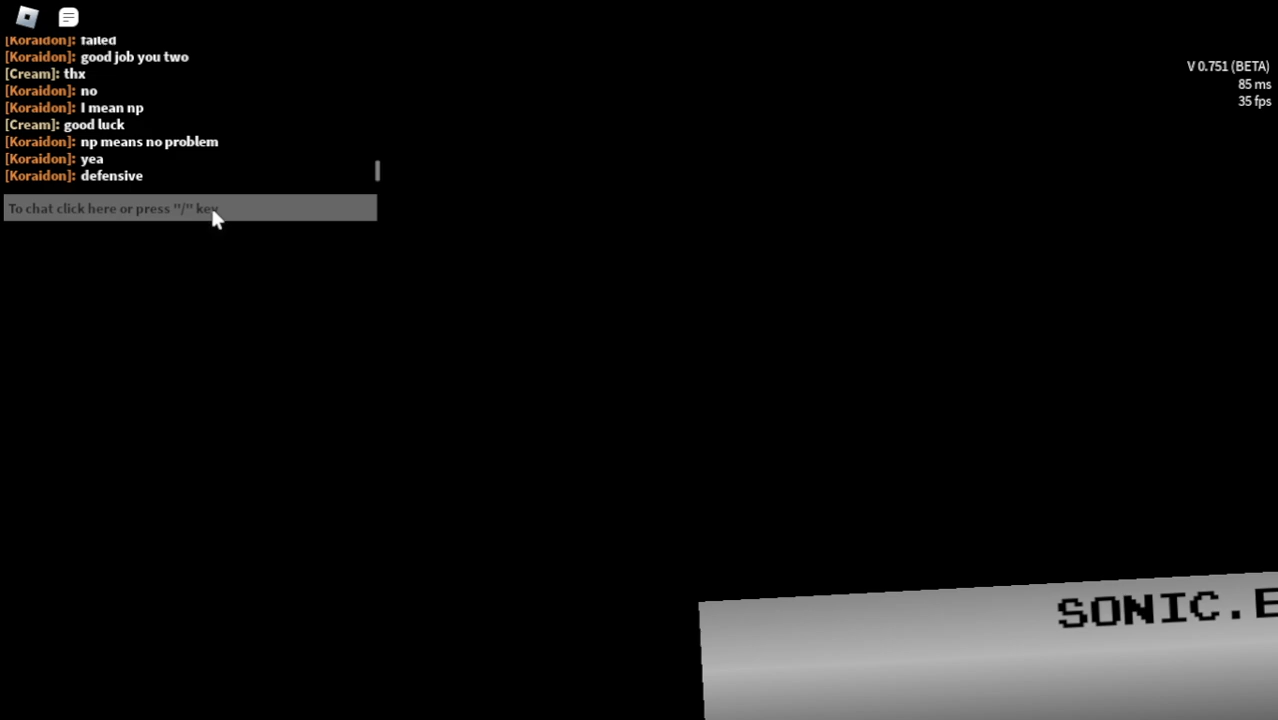 [Koraidon]: failed
[Koraidon]: good job you two
[Cream]: thx
[Koraidon]: no
[Koraidon]: I mean np
[Cream]: good luck
[Koraidon]: np means no problem
[Koraidon]: yea
[Koraidon]: defensive
To chat click here or press "/" key
V 0.751 (BETA)
85 ms
35 fps
SONIC.E